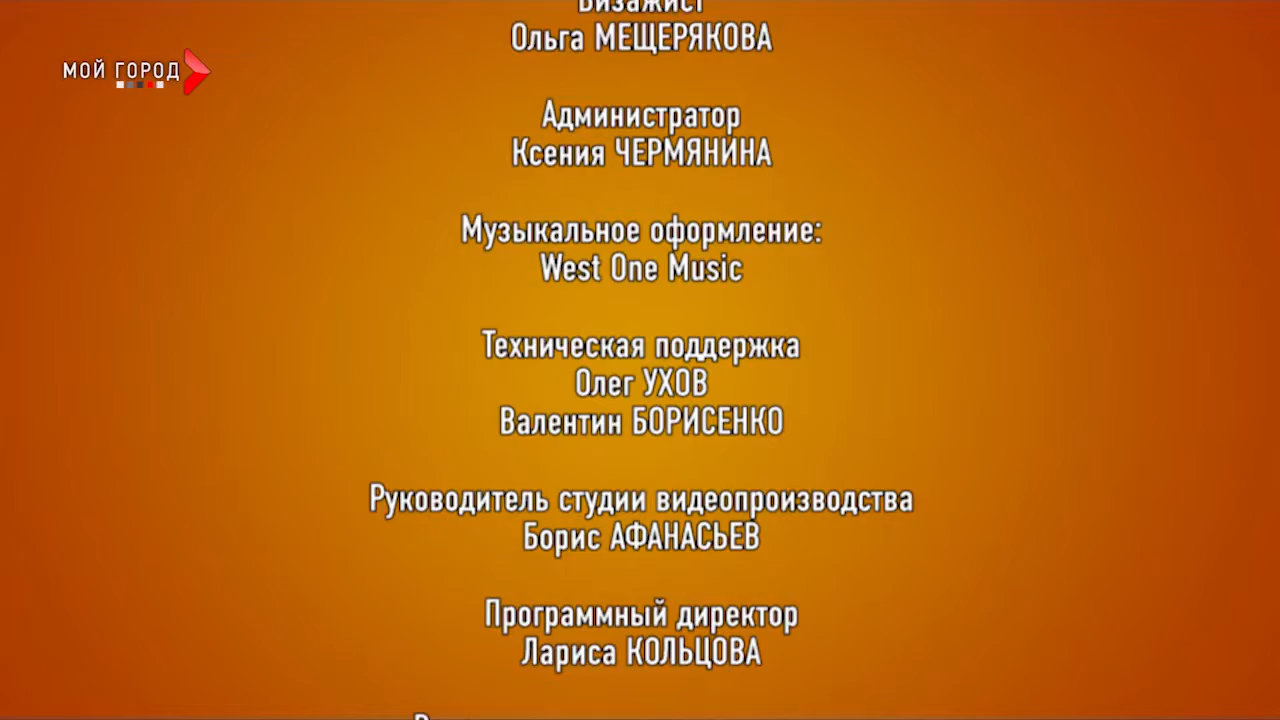 Визажист
Ольга МЕЩЕРЯКОВА
МОЙ ГОРОД
Администратор
Ксения ЧЕРМЯНИНА
Музыкальное оформление:
West One Music
Техническая поддержка
Олег УХОВ
Валентин БОРИСЕНКО
Руководитель студии видеопроизводства
Борис АФАНАСЬЕВ
Программный директор
Лариса КОЛЬЦОВА